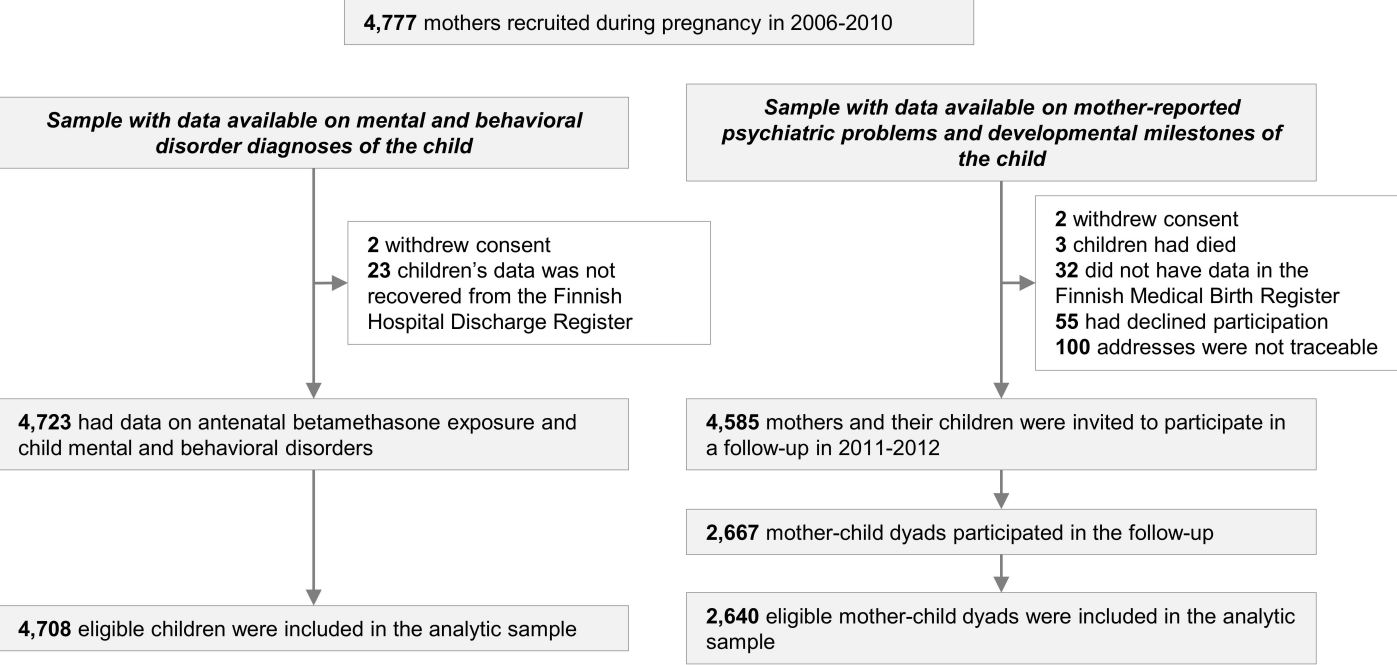 4,777 mothers recruited during pregnancy in 2006-2010
Sample with data available on mental and behavioral
disorder diagnoses of the child
2 withdrew consent
23 children’s data was not
recovered from the Finnish
Hospital Discharge Register
4,723 had data on antenatal betamethasone exposure and
child mental and behavioral disorders
4,708 eligible children were included in the analytic sample
Sample with data available on mother-reported
psychiatric problems and developmental milestones of
the child
2 withdrew consent
3 children had died
32 did not have data in the
Finnish Medical Birth Register
55 had declined participation
100 addresses were not traceable
4,585 mothers and their children were invited to participate in
a follow-up in 2011-2012
2,667 mother-child dyads participated in the follow-up
2,640 eligible mother-child dyads were included in the analytic
sample